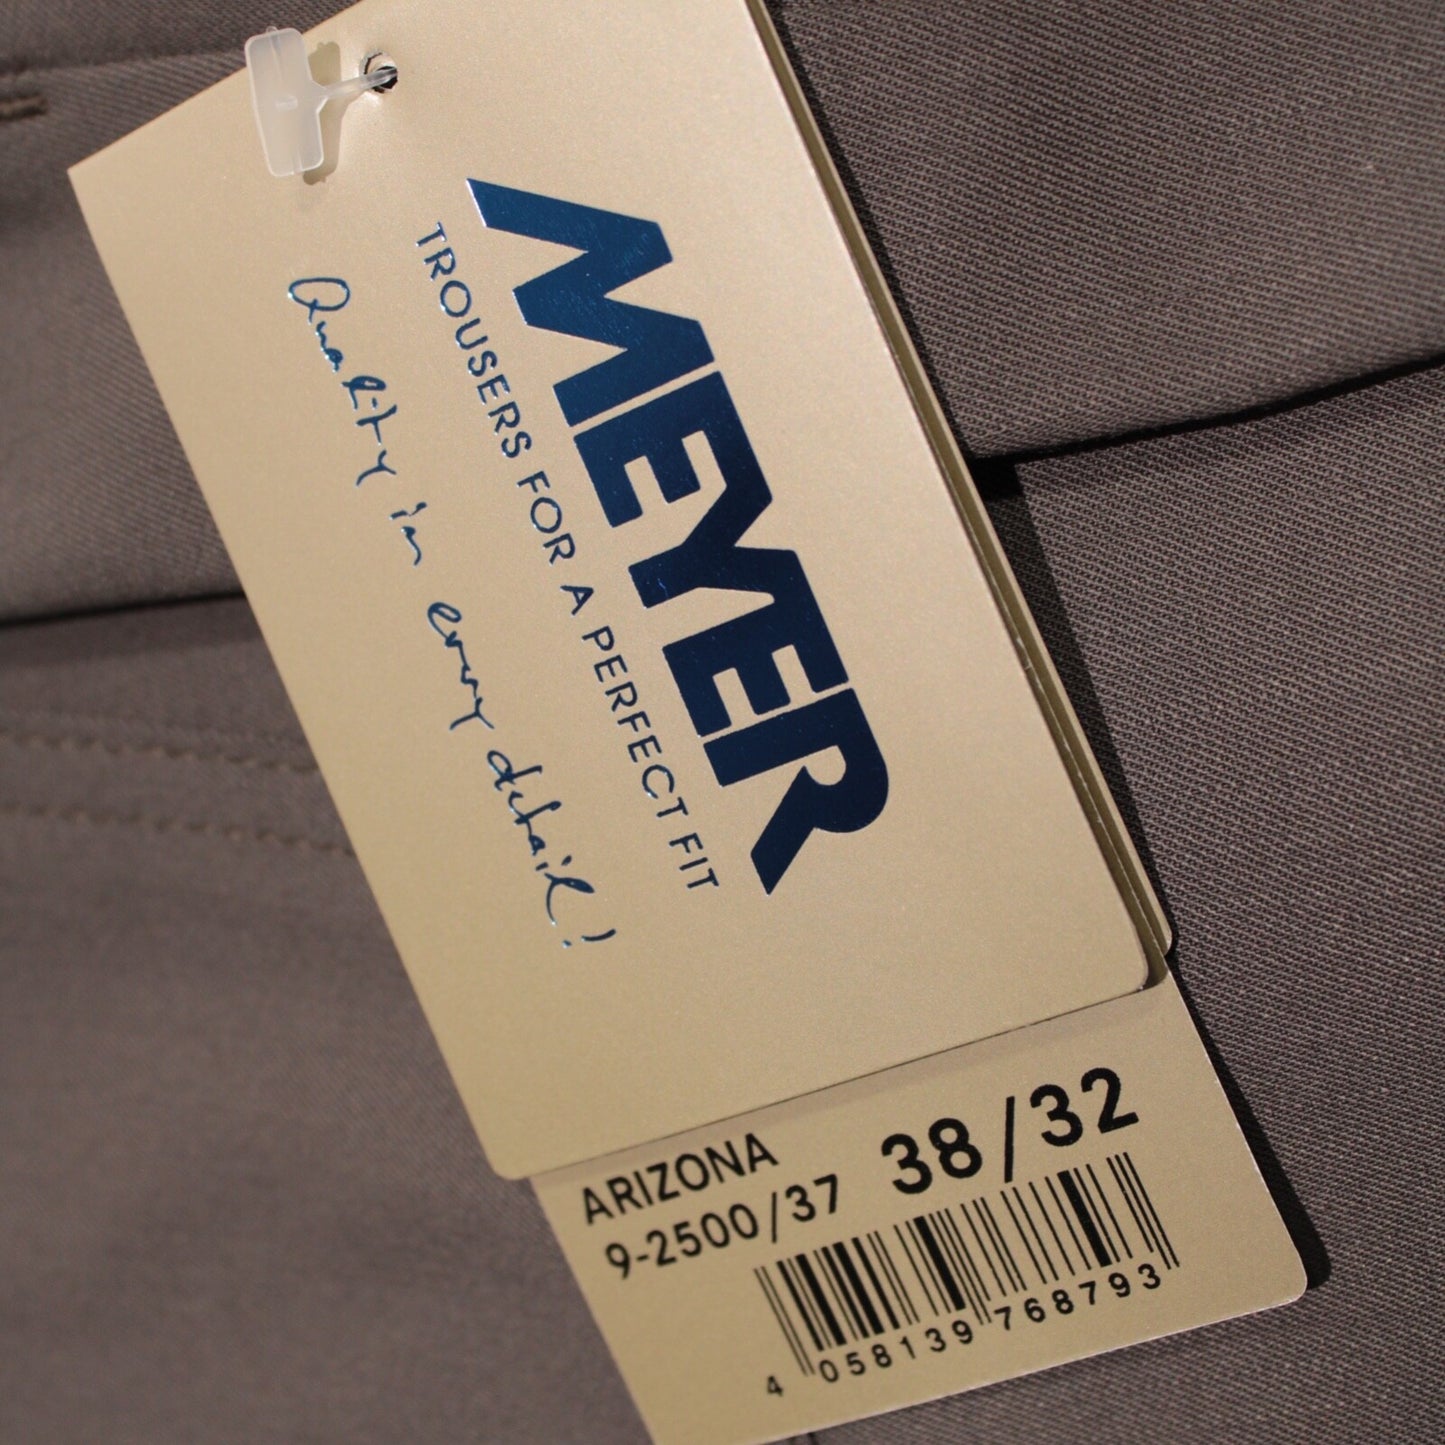 MEYER
TROUSERS FOR A PERFECT FIT
Quality in every detail!
ARIZONA
9-2500/37 38/32
4 058139 768793